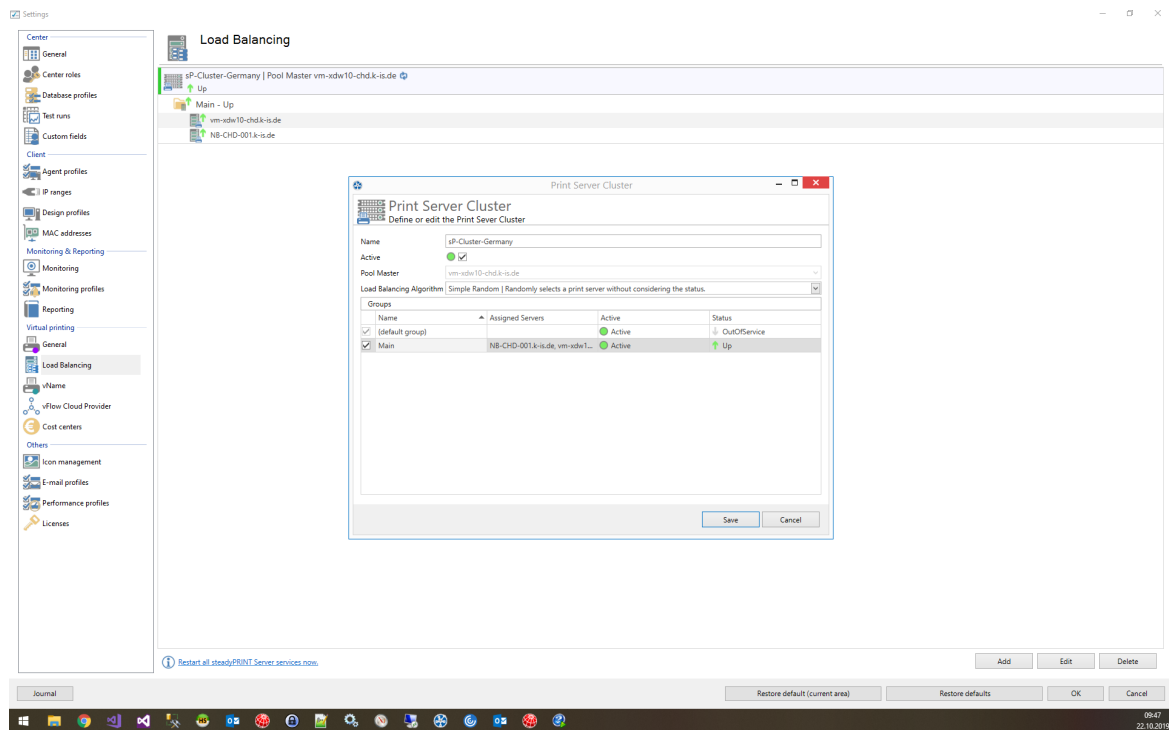 Settings
Center
General
Center roles
Database profiles
Test runs
Custom fields
Client
Agent profiles
IP ranges
Design profiles
MAC addresses
Monitoring & Reporting
Monitoring
Monitoring profiles
Reporting
Virtual printing
General
Load Balancing
vName
vFlow Cloud Provider
Cost centers
Others
Icon management
E-mail profiles
Performance profiles
Licenses
Load Balancing
sP-Cluster-Germany | Pool Master vm-xdw10-chd.k-is.de
Up
Main - Up
vm-xdw10-chd.k-is.de
NB-CHD-001.k-is.de
Print Server Cluster
Print Server Cluster
Define or edit the Print Sever Cluster
Name sP-Cluster-Germany
Active
Pool Master vm-xdw10-chd.k-is.de
Load Balancing Algorithm Simple Random | Randomly selects a print server without considering the status.
Groups
Name Assigned Servers Active Status
(default group) Active OutOfService
Main NB-CHD-001.k-is.de, vm-xdw1... Active Up
Save Cancel
Restart all steadyPRINT Server services now.
Add Edit Delete
Journal Restore default (current area) Restore defaults OK Cancel
09:47
22.10.2019